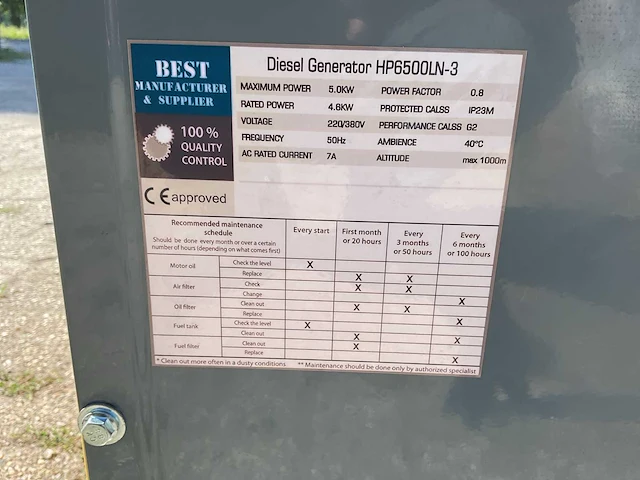 BEST
MANUFACTURER
& SUPPLIER
100 %
QUALITY
CONTROL
CE approved
Diesel Generator HP6500LN-3
MAXIMUM POWER 5.0KW POWER FACTOR 0.8
RATED POWER 4.6KW PROTECTED CALSS IP23M
VOLTAGE 220/380V PERFORMANCE CALSS G2
FREQUENCY 50Hz AMBIENCE 40°C
AC RATED CURRENT 7A ALTITUDE max 1000m
Recommended maintenance
schedule
Should be done every month or over a certain
number of hours (depending on what comes first)
Every start
First month
or 20 hours
Every
3 months
or 50 hours
Every
6 months
or 100 hours
Motor oil Check the level X
Replace X X
Air filter Check X X
Change X
Oil filter Clean out X X
Replace X
Fuel tank Check the level X
Clean out X X
Fuel filter Clean out X
Replace X
* Clean out more often in a dusty conditions ** Maintenance should be done only by authorized specialist